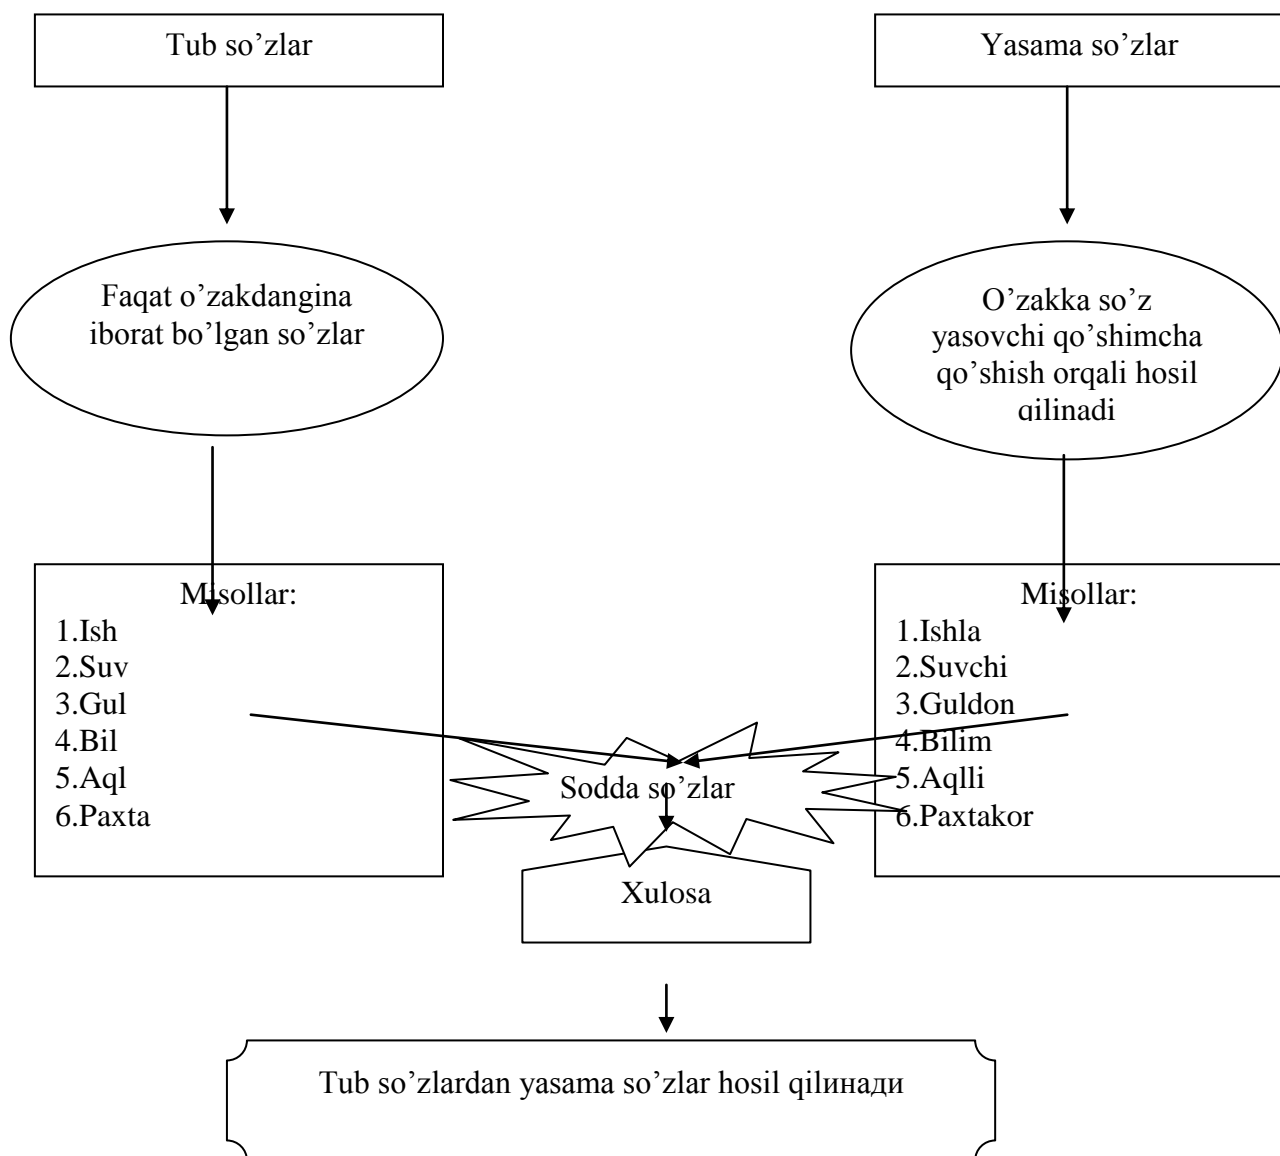 Tub so’zlar
Yasama so’zlar
Faqat o’zakdangina
iborat bo’lgan so’zlar
O’zakka so’z
yasovchi qo’shimcha
qo’shish orqali hosil
qilinadi
Misollar:
1.Ish
2.Suv
3.Gul
4.Bil
5.Aql
6.Paxta
Misollar:
1.Ishla
2.Suvchi
3.Guldon
4.Bilim
5.Aqlli
6.Paxtakor
Sodda so’zlar
Xulosa
Tub so’zlardan yasama so’zlar hosil qilинади